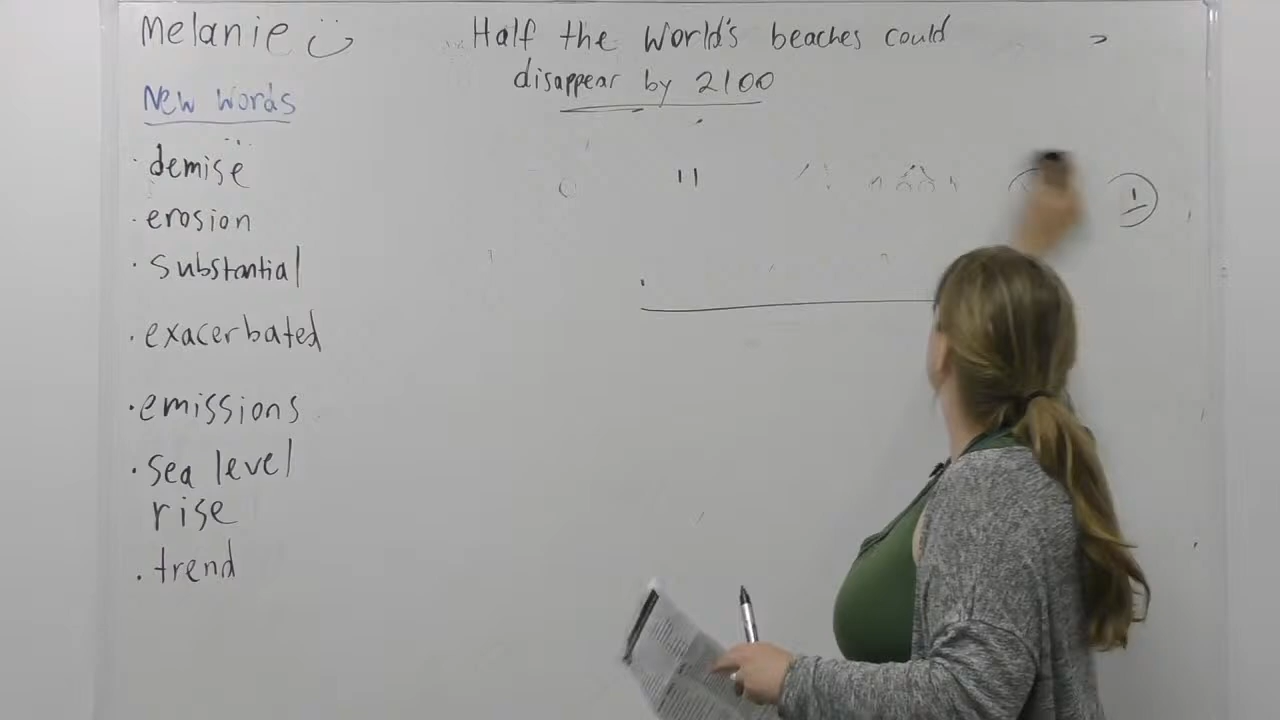 Melanie
Half the World's beaches could
disappear by 2100
New Words
· demise
· erosion
· substantial
· exacerbated
· emissions
· sea level
rise
· trend